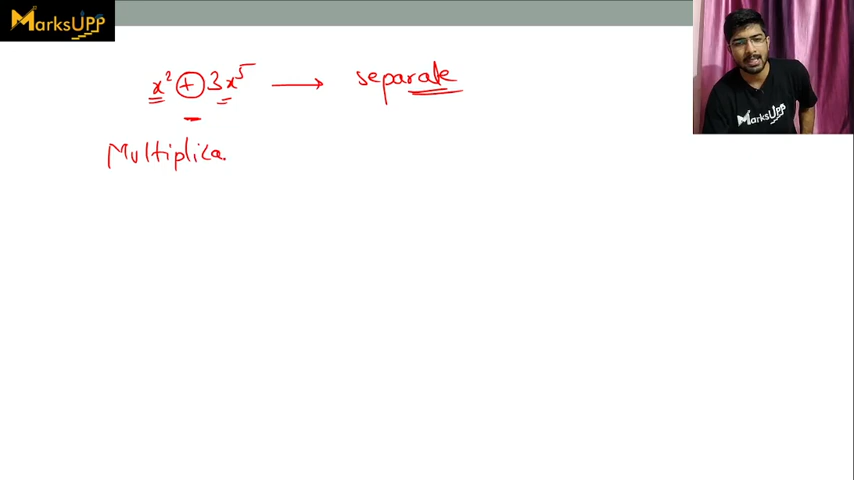 MarksUPP
x² + 3x⁵ → separate
-
Multiplica
MarksUPP